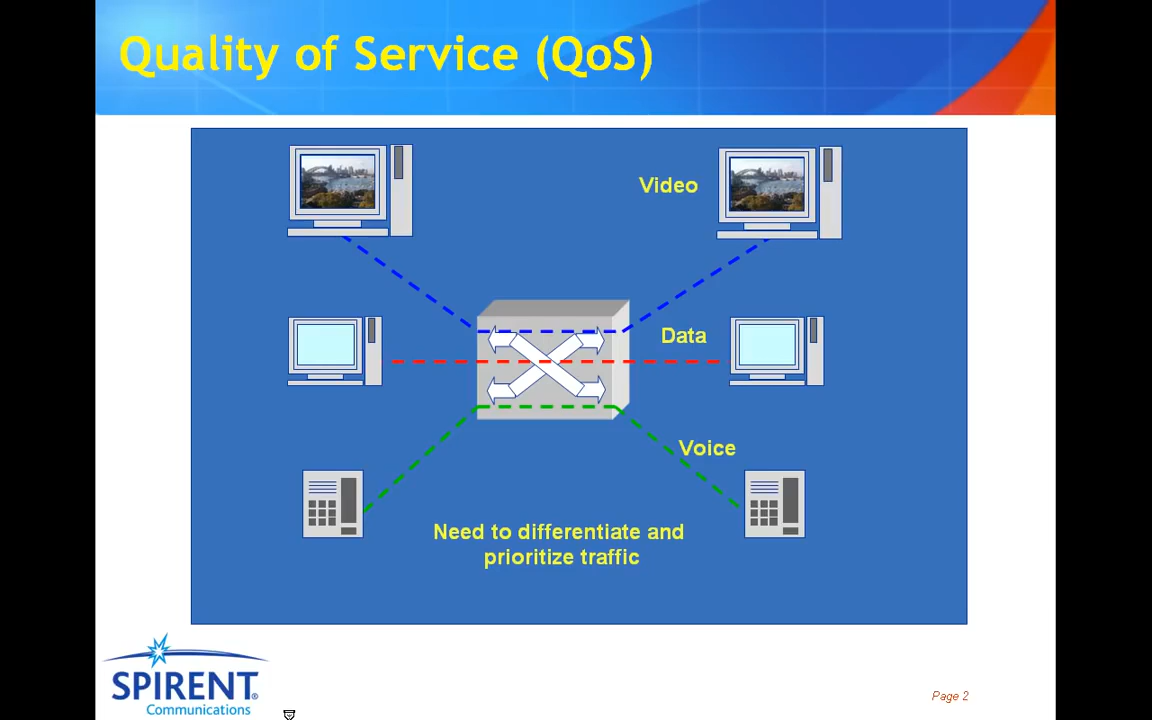 Quality of Service (QoS)
Video
Data
Voice
Need to differentiate and
prioritize traffic
SPIRENT®
Communications
Page 2